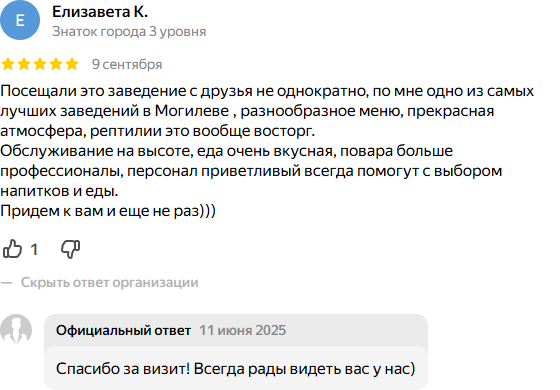 Е
Елизавета К.
Знаток города 3 уровня
9 сентября
Посещали это заведение с друзья не однократно, по мне одно из самых
лучших заведений в Могилеве , разнообразное меню, прекрасная
атмосфера, рептилии это вообще восторг.
Обслуживание на высоте, еда очень вкусная, повара больше
профессионалы, персонал приветливый всегда помогут с выбором
напитков и еды.
Придем к вам и еще не раз)))
1
— Скрыть ответ организации
Официальный ответ 11 июня 2025
Спасибо за визит! Всегда рады видеть вас у нас)